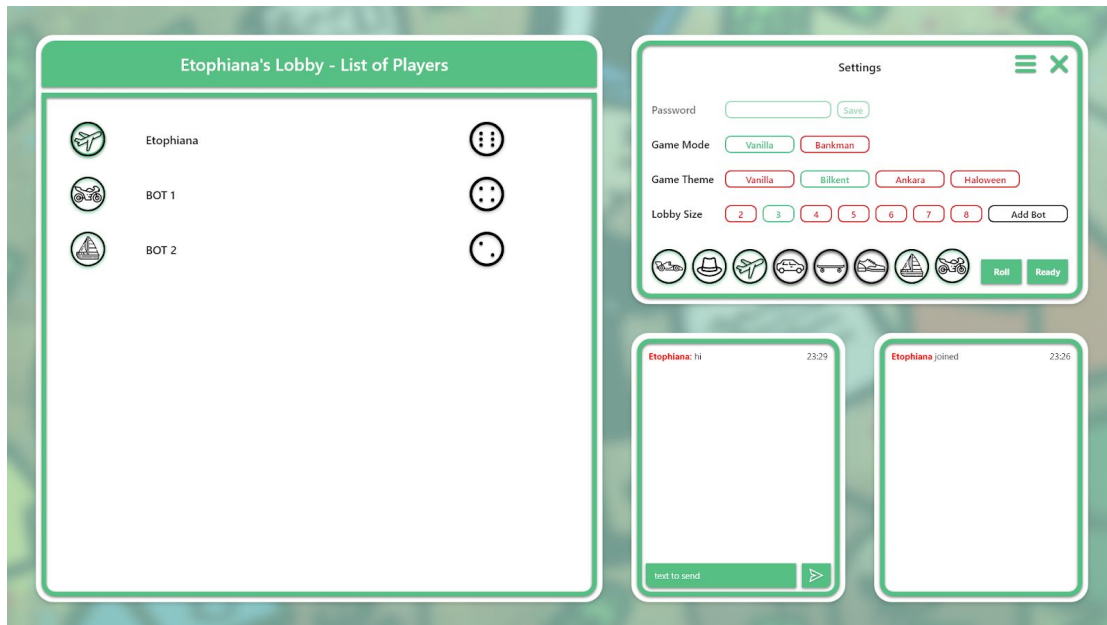 Etophiana's Lobby - List of Players
Etophiana
BOT 1
BOT 2
Settings
Password Save
Game Mode Vanilla Bankman
Game Theme Vanilla Bilkent Ankara Haloween
Lobby Size 2 3 4 5 6 7 8 Add Bot
Roll Ready
Etophiana: hi 23:29
text to send
Etophiana joined 23:26